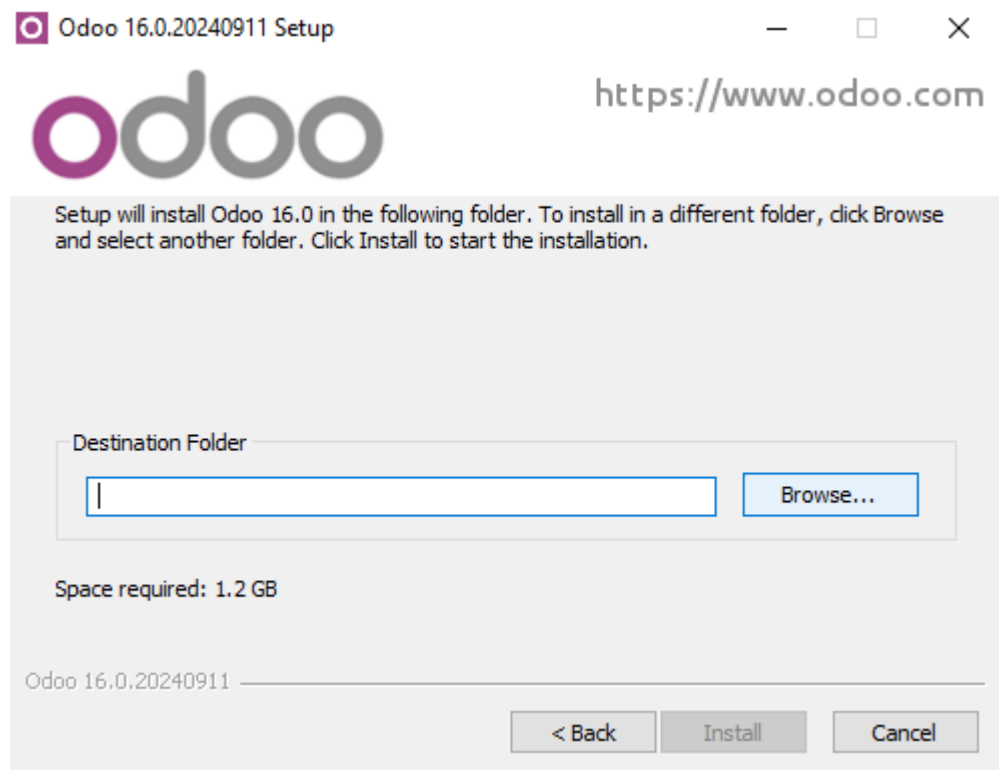 Odoo 16.0.20240911 Setup
odoo
https://www.odoo.com
Setup will install Odoo 16.0 in the following folder. To install in a different folder, click Browse
and select another folder. Click Install to start the installation.
Destination Folder
Browse...
Space required: 1.2 GB
Odoo 16.0.20240911
< Back
Install
Cancel